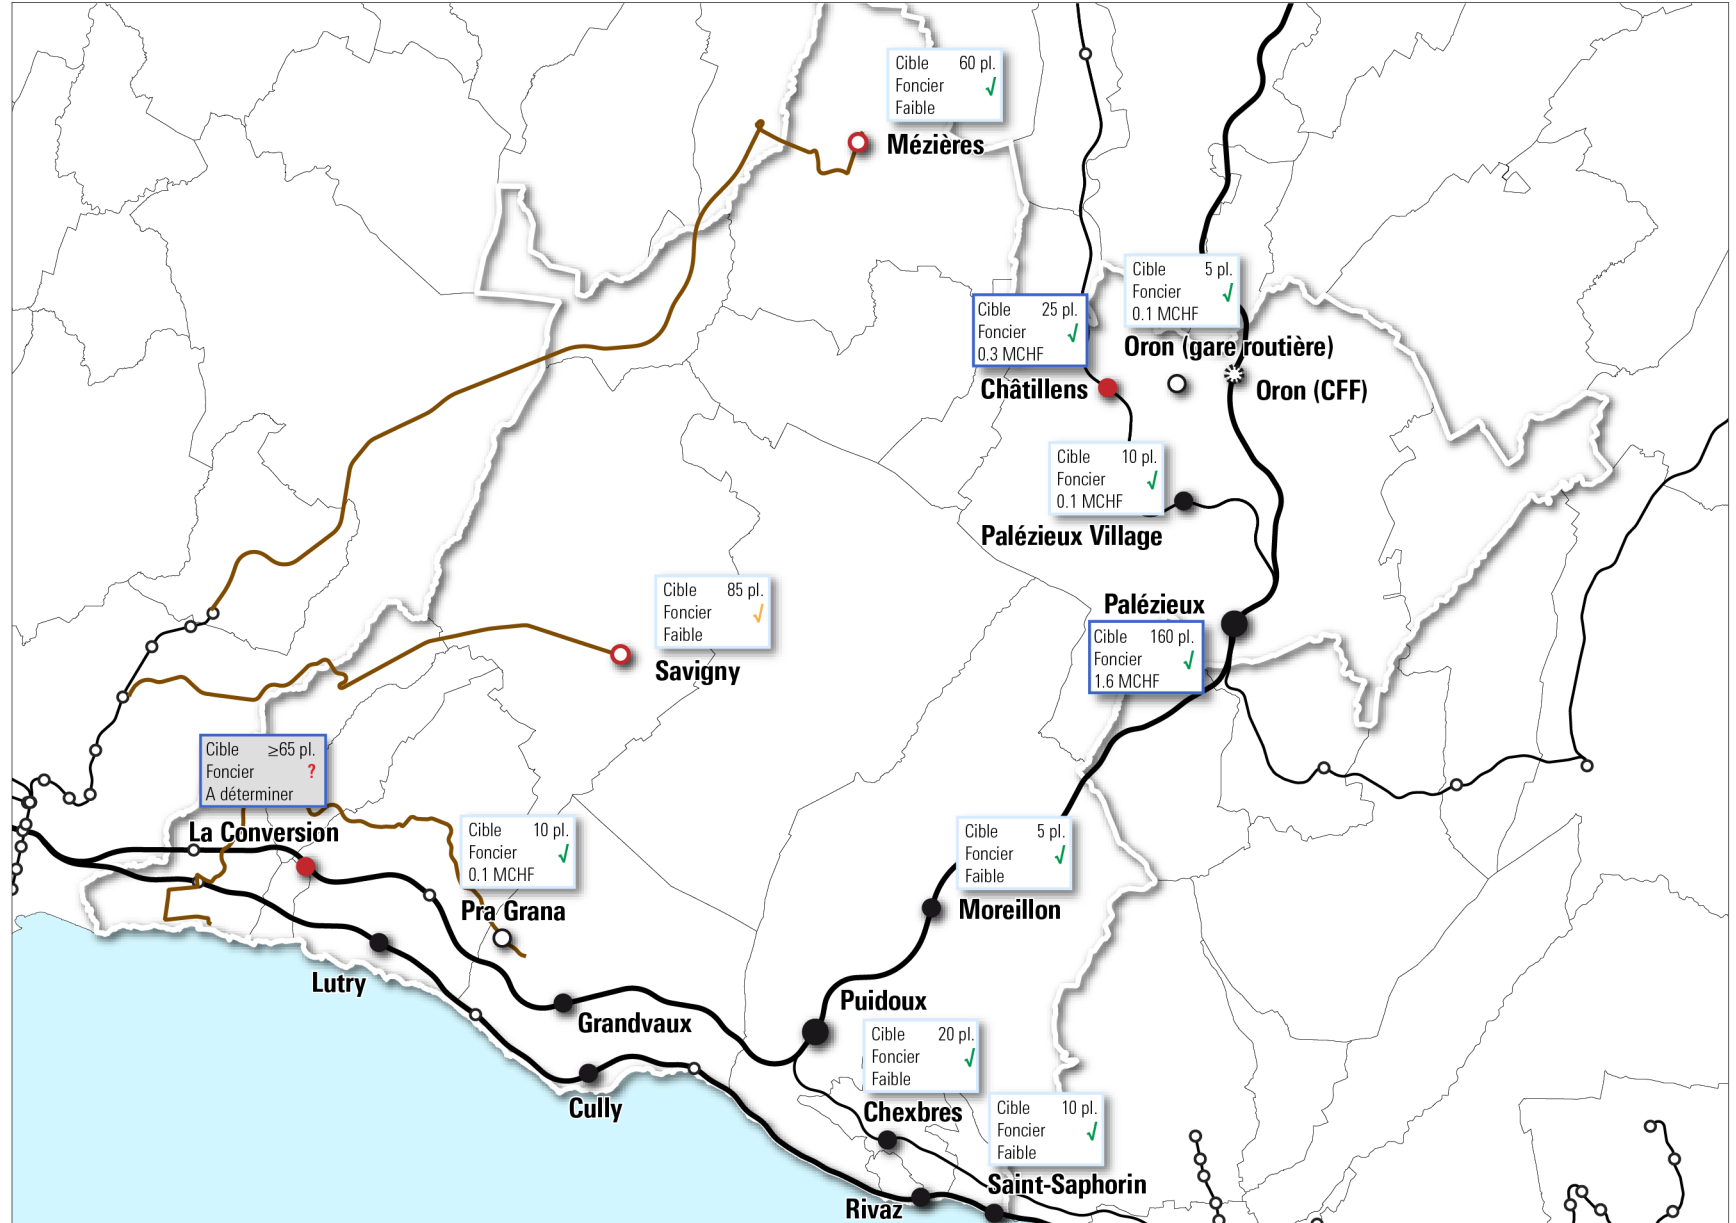 Cible 60 pl.
Foncier √
Faible
Mézières
Cible 5 pl.
Foncier √
0.1 MCHF
Oron (gare routière)
Oron (CFF)
Cible 25 pl.
Foncier √
0.3 MCHF
Châtillens
Cible 10 pl.
Foncier √
0.1 MCHF
Palézieux Village
Cible 85 pl.
Foncier √
Faible
Savigny
Palézieux
Cible 160 pl.
Foncier √
1.6 MCHF
Cible ≥65 pl.
Foncier ?
A déterminer
La Conversion
Cible 10 pl.
Foncier √
0.1 MCHF
Pra Grana
Cible 5 pl.
Foncier √
Faible
Moreillon
Lutry
Grandvaux
Puidoux
Cible 20 pl.
Foncier √
Faible
Chexbres
Cully
Cible 10 pl.
Foncier √
Faible
Saint-Saphorin
Rivaz